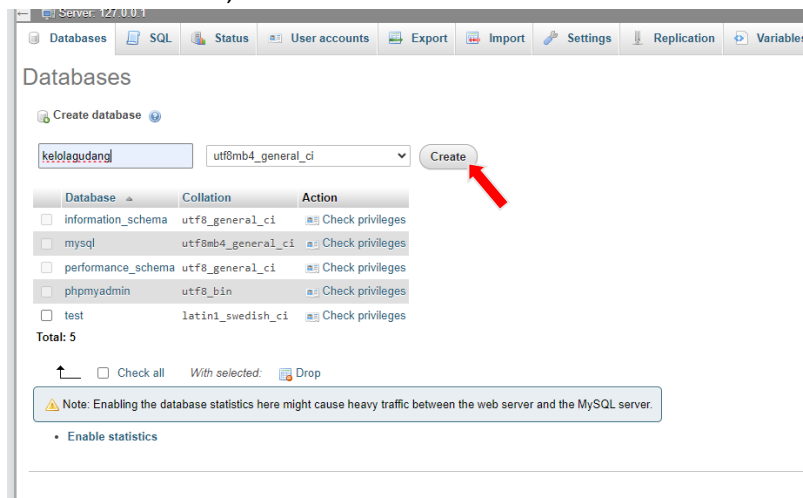 Server: 127.0.0.1
Databases SQL Status User accounts Export Import Settings Replication Variables
Databases
Create database
kelolagudang utf8mb4_general_ci Create
Database Collation Action
information_schema utf8_general_ci Check privileges
mysql utf8mb4_general_ci Check privileges
performance_schema utf8_general_ci Check privileges
phpmyadmin utf8_bin Check privileges
test latin1_swedish_ci Check privileges
Total: 5
Check all With selected: Drop
Note: Enabling the database statistics here might cause heavy traffic between the web server and the MySQL server.
• Enable statistics